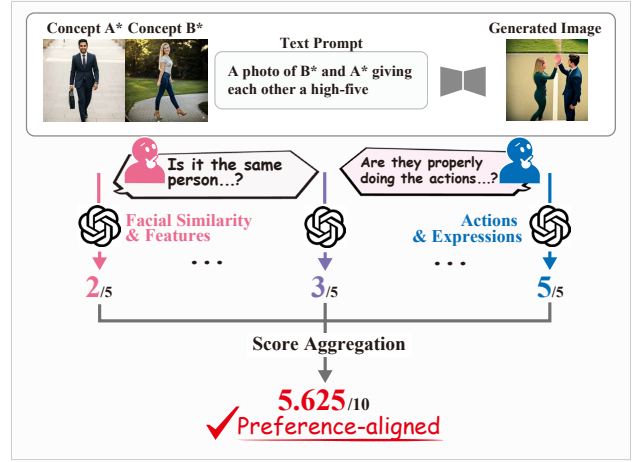 Concept A* Concept B*
Text Prompt
Generated Image
A photo of B* and A* giving
each other a high-five
Is it the same
person...?
Are they properly
doing the actions...?
Facial Similarity
& Features
Actions
& Expressions
...
...
2/5
3/5
5/5
Score Aggregation
5.625/10
Preference-aligned